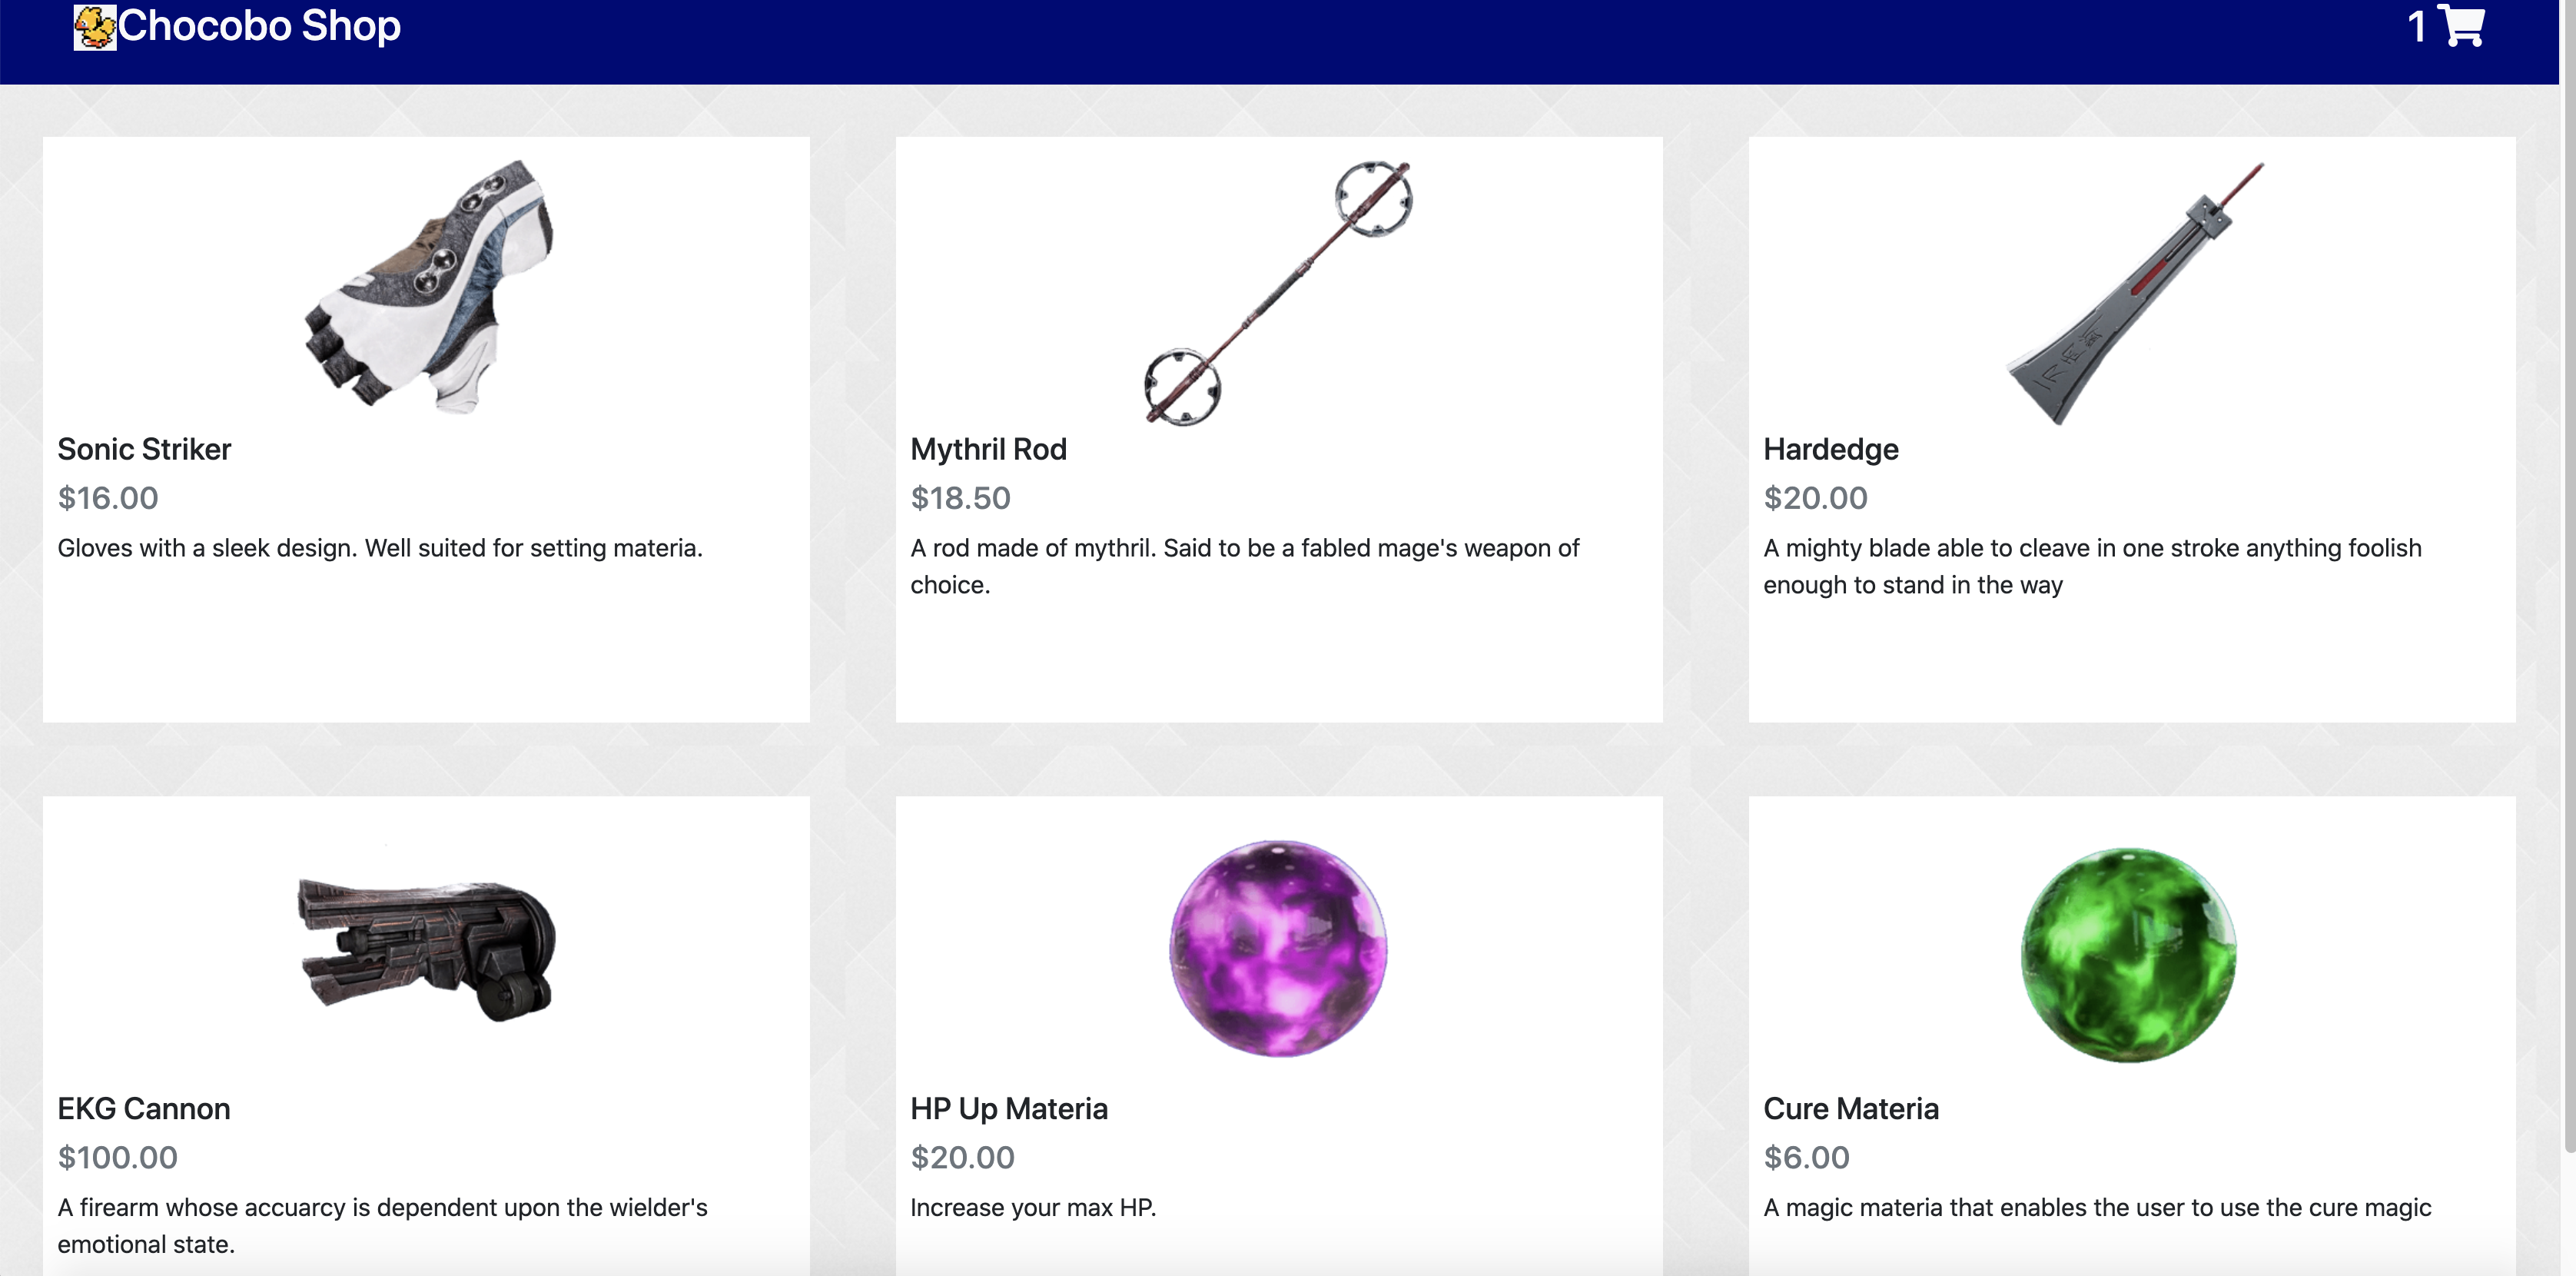 Chocobo Shop
1
Sonic Striker
$16.00
Gloves with a sleek design. Well suited for setting materia.
Mythril Rod
$18.50
A rod made of mythril. Said to be a fabled mage's weapon of
choice.
Hardedge
$20.00
A mighty blade able to cleave in one stroke anything foolish
enough to stand in the way
EKG Cannon
$100.00
A firearm whose accuarcy is dependent upon the wielder's
emotional state.
HP Up Materia
$20.00
Increase your max HP.
Cure Materia
$6.00
A magic materia that enables the user to use the cure magic